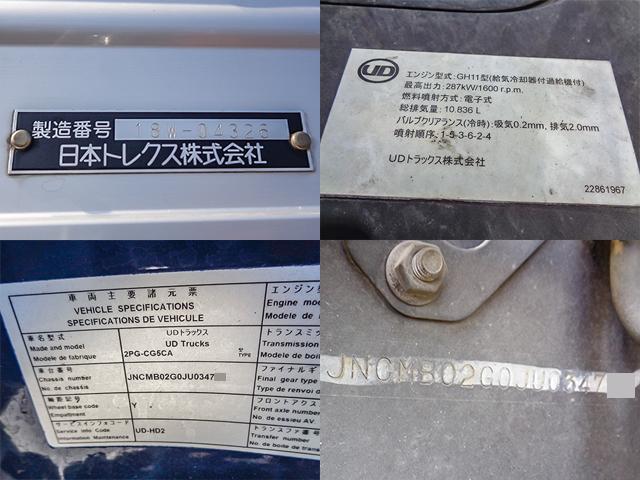 製造番号 18W-04326
日本トレクス株式会社
UD
エンジン型式:GH11型(給気冷却器付過給機付)
最高出力:287kW/1600 r.p.m.
燃料噴射方式:電子式
総排気量:10.836L
バルブクリアランス(冷時):吸気0.2mm,排気2.0mm
噴射順序:1-5-3-6-2-4
UDトラックス株式会社
22861967
車両主要諸元票
VEHICLE SPECIFICATIONS
SPECIFICATIONS DE VEHICULE
車名型式
Made and model
Modele de fabrique
UDトラックス
UD Trucks
2PG-CG5CA
型
TYPE
車台番号
Chassis number
No. de chassis
JNCMB02G0JU0347
軸距記号
Wheel base code
Empattement
Y
サービスインフォコード
Service Info Code
Information Maintenance
UD-HD2
エンジン型
Engine mod
Modele de
トランスミッ
Transmission
Modele de boit
ファイナルギ
Final gear type
Type de renvoi d
フロントアクス
Front axle number
No. de essieu AV.
トランスファ番号
Transfer number
No. de boite de transf
JNCMB02G0JU0347